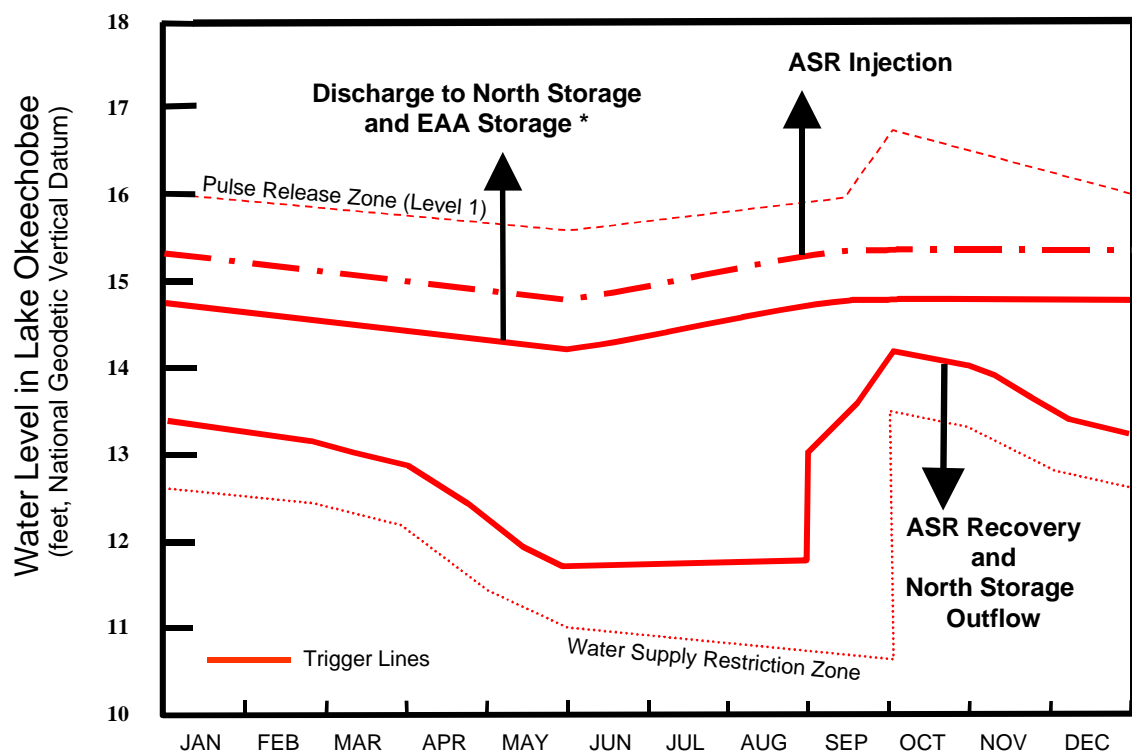 Water Level in Lake Okeechobee
(feet, National Geodetic Vertical Datum)
18
17
16
15
14
13
12
11
10
Discharge to North Storage
and EAA Storage *
ASR Injection
Pulse Release Zone (Level 1)
ASR Recovery
and
North Storage
Outflow
Water Supply Restriction Zone
Trigger Lines
JAN FEB MAR APR MAY JUN JUL AUG SEP OCT NOV DEC